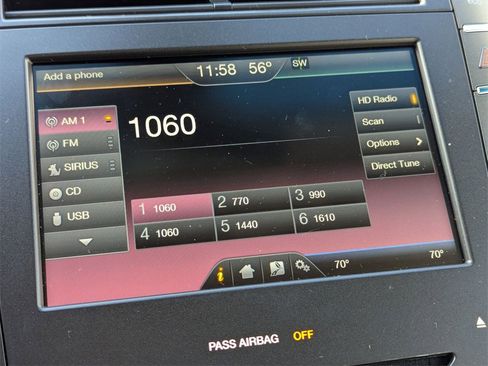 Add a phone 11:58 56° SW
AM 1
FM
SIRIUS
CD
USB
1060
HD Radio
Scan
Options
Direct Tune
1 1060 2 770 3 990
4 1060 5 1440 6 1610
i 70° 70°
PASS AIRBAG OFF